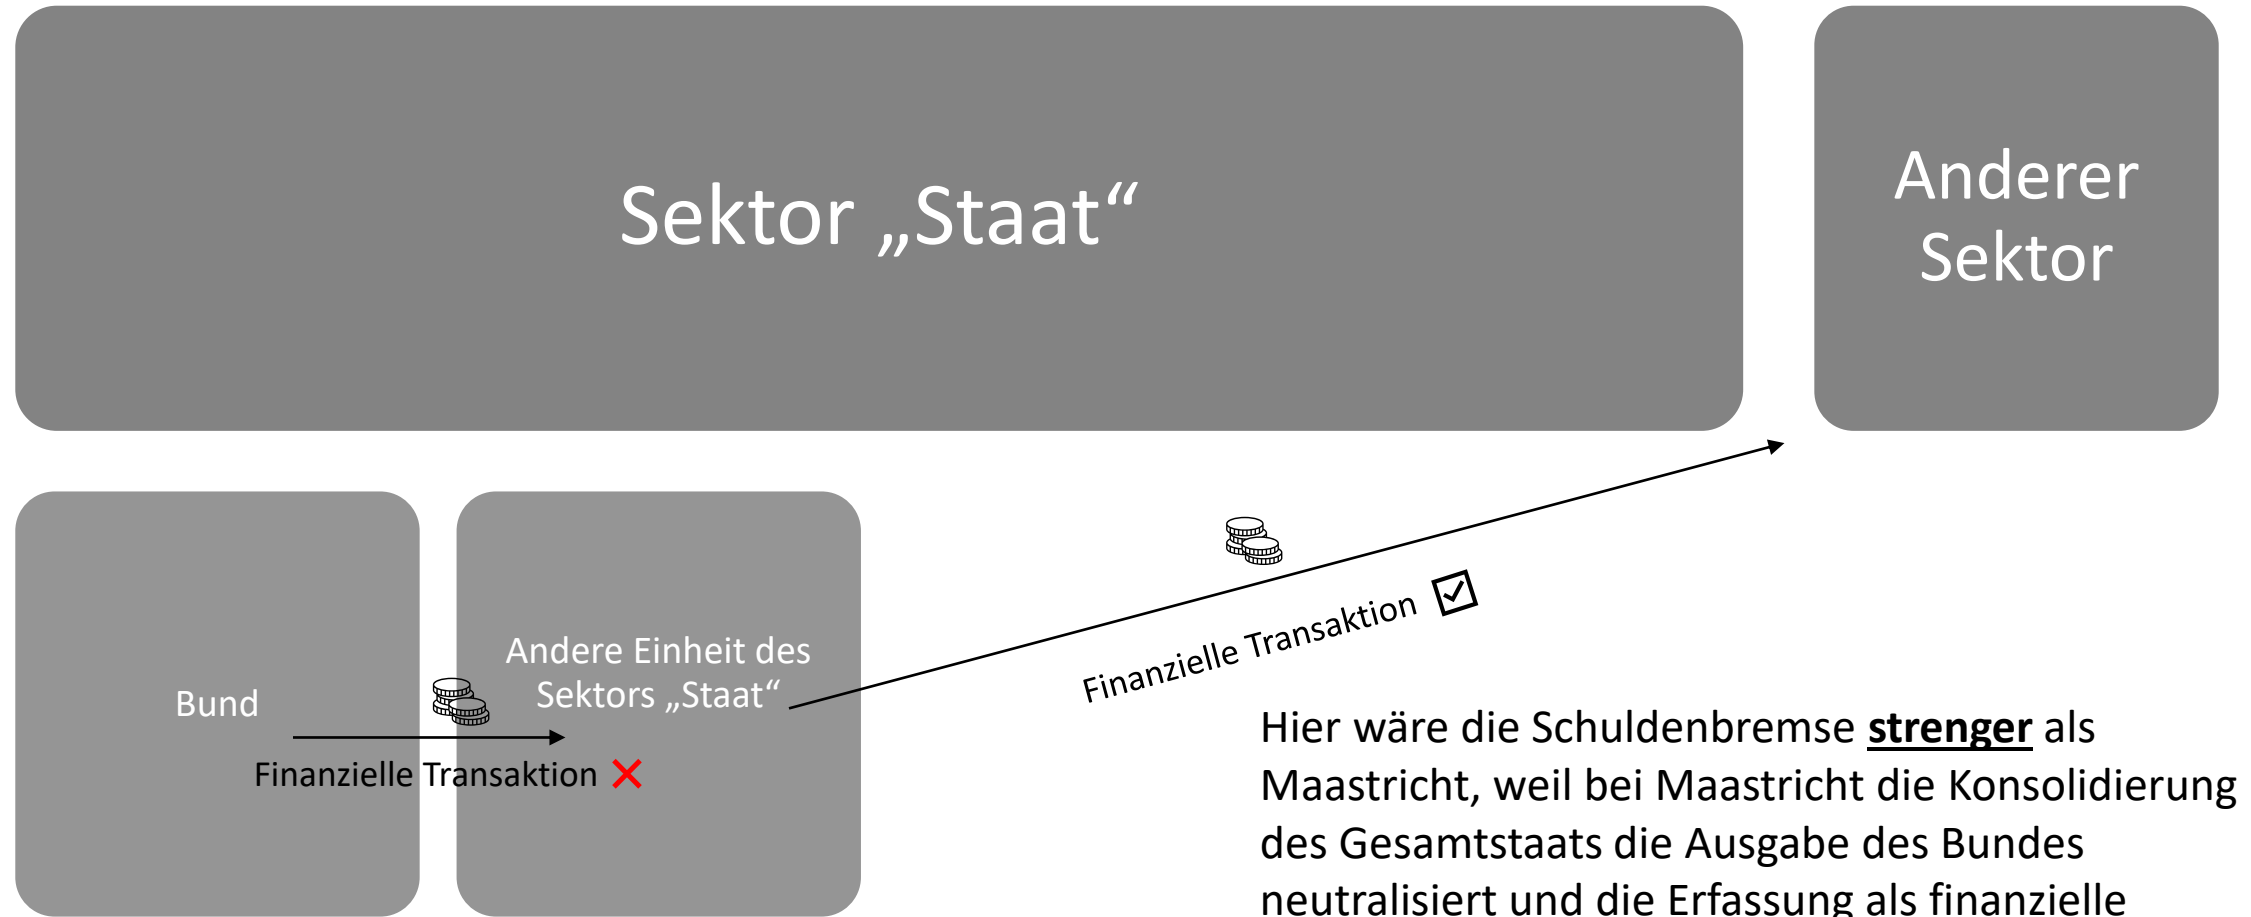 Sektor „Staat“
Anderer
Sektor
Bund
Andere Einheit des
Sektors „Staat“
Finanzielle Transaktion
Finanzielle Transaktion
Hier wäre die Schuldenbremse strenger als
Maastricht, weil bei Maastricht die Konsolidierung
des Gesamtstaats die Ausgabe des Bundes
neutralisiert und die Erfassung als finanzielle